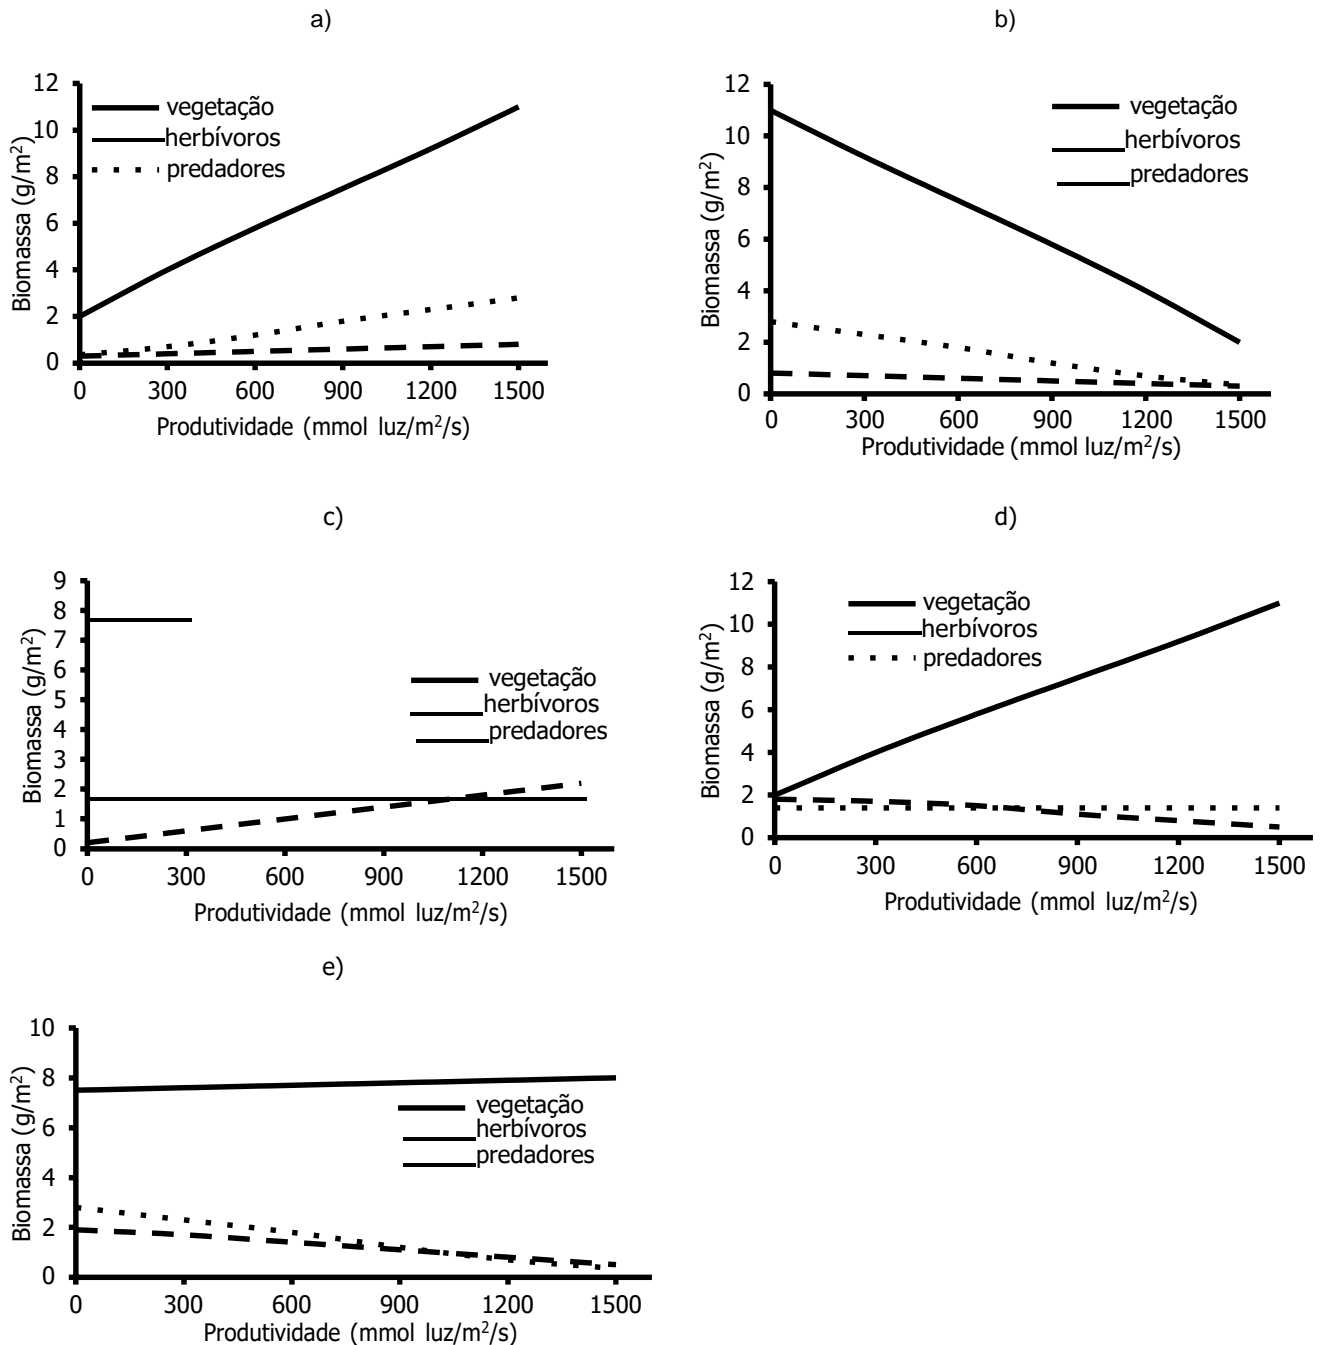 a)
12
10
8
6
4
2
0
Biomassa (g/m²)
vegetação
herbívoros
predadores
0 300 600 900 1200 1500
Produtividade (mmol luz/m²/s)
b)
12
10
8
6
4
2
0
Biomassa (g/m²)
vegetação
herbívoros
predadores
0 300 600 900 1200 1500
Produtividade (mmol luz/m²/s)
c)
9
8
7
6
5
4
3
2
1
0
Biomassa (g/m²)
vegetação
herbívoros
predadores
0 300 600 900 1200 1500
Produtividade (mmol luz/m²/s)
d)
12
10
8
6
4
2
0
Biomassa (g/m²)
vegetação
herbívoros
predadores
0 300 600 900 1200 1500
Produtividade (mmol luz/m²/s)
e)
10
8
6
4
2
0
Biomassa (g/m²)
vegetação
herbívoros
predadores
0 300 600 900 1200 1500
Produtividade (mmol luz/m²/s)